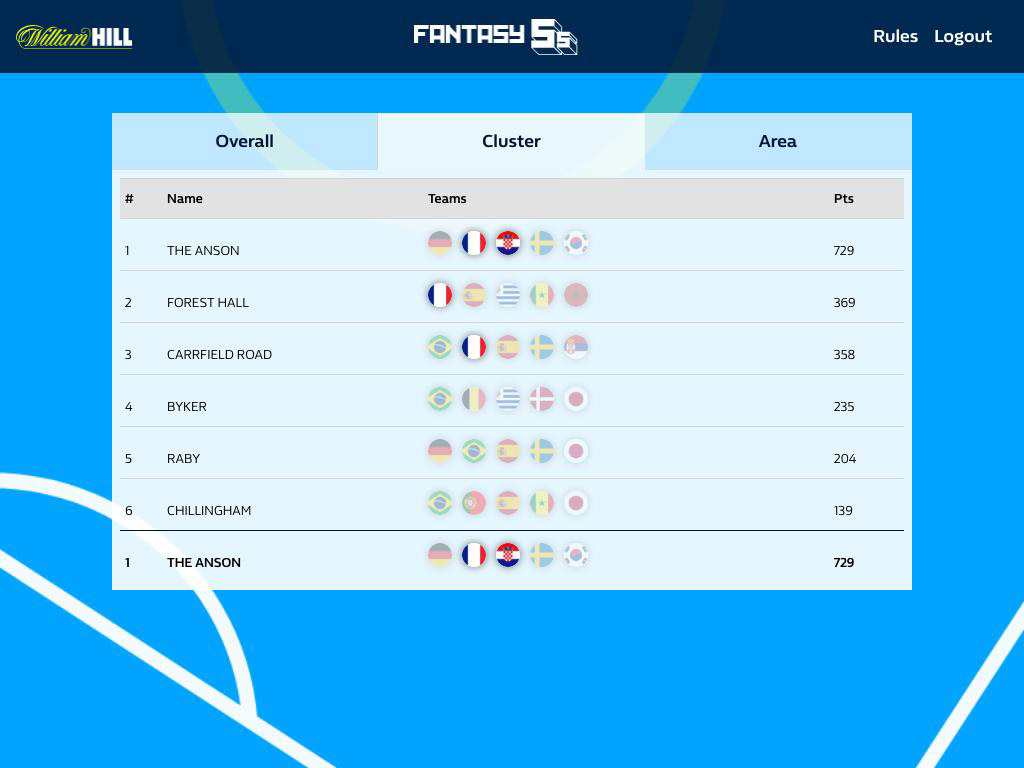 William HILL FANTASY 5s Rules Logout
Overall Cluster Area
# Name Teams Pts
1 THE ANSON 729
2 FOREST HALL 369
3 CARRFIELD ROAD 358
4 BYKER 235
5 RABY 204
6 CHILLINGHAM 139
1 THE ANSON 729